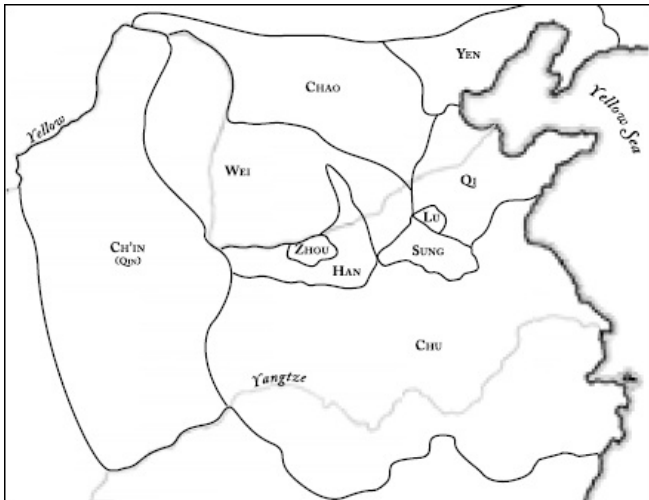 YEN
CHAO
Yellow
Yellow Sea
WEI
QI
LU
CH'IN
(QIN)
ZHOU
SUNG
HAN
CHU
Yangtze